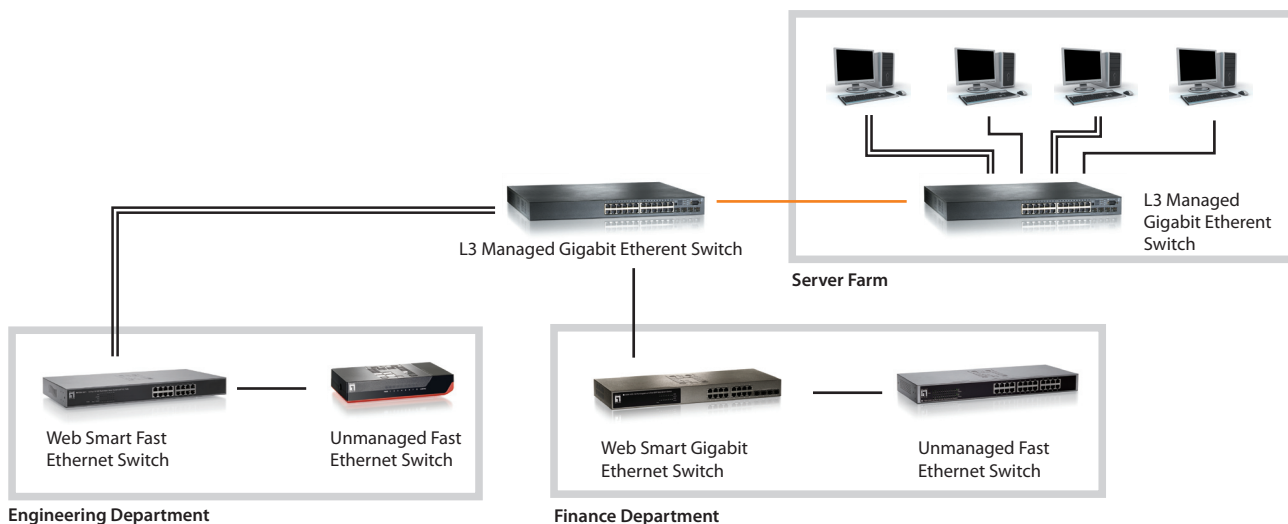 L3 Managed
Gigabit Etherent
Switch
L3 Managed Gigabit Etherent Switch
Server Farm
Web Smart Fast
Ethernet Switch
Unmanaged Fast
Ethernet Switch
Web Smart Gigabit
Ethernet Switch
Unmanaged Fast
Ethernet Switch
Engineering Department
Finance Department